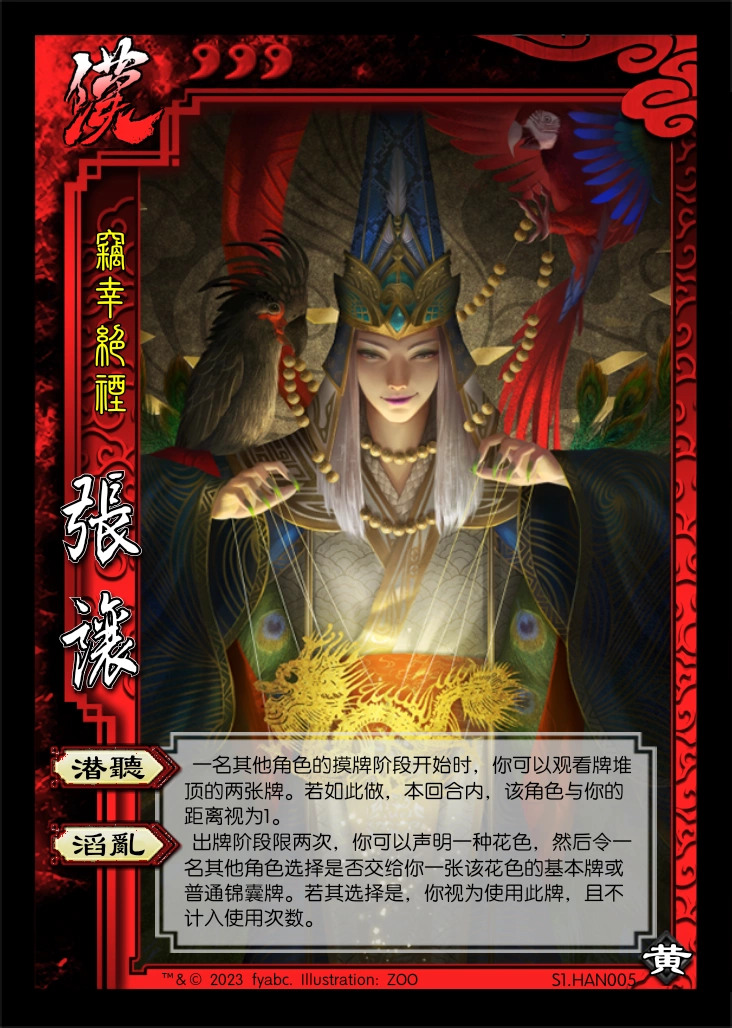 竊幸絕禋
張讓
潜聽
一名其他角色的摸牌阶段开始时，你可以观看牌堆
顶的两张牌。若如此做，本回合内，该角色与你的
距离视为1。
滔亂
出牌阶段限两次，你可以声明一种花色，然后令一
名其他角色选择是否交给你一张该花色的基本牌或
普通锦囊牌。若其选择是，你视为使用此牌，且不
计入使用次数。
黄
™&© 2023 fyabc. Illustration: ZOO
S1.HAN005